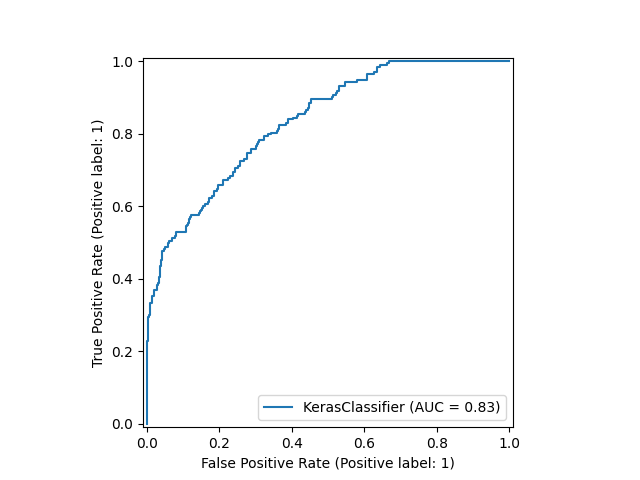 1.0
0.8
0.6
0.4
0.2
0.0
True Positive Rate (Positive label: 1)
KerasClassifier (AUC = 0.83)
0.0 0.2 0.4 0.6 0.8 1.0
False Positive Rate (Positive label: 1)